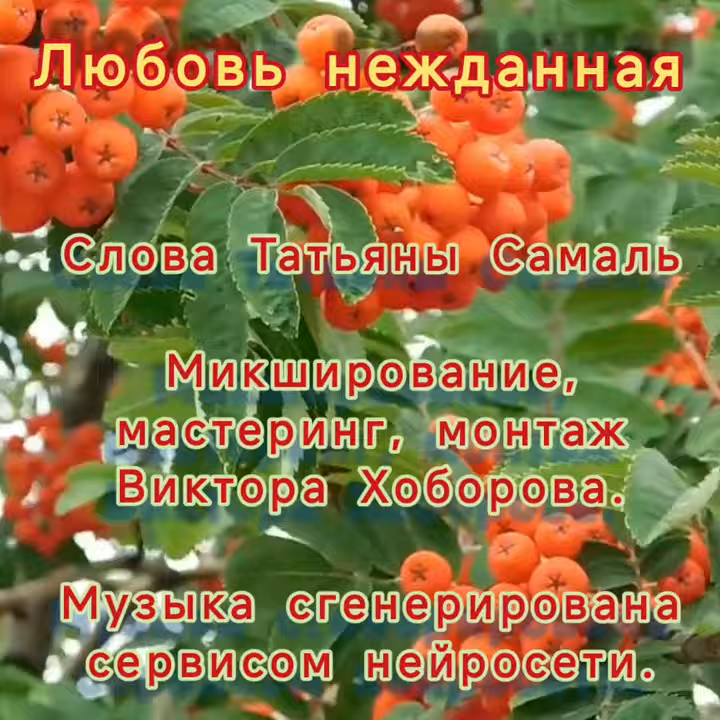 Любовь нежданная
Слова Татьяны Самаль
Микширование,
мастеринг, монтаж
Виктора Хоборова.
Музыка сгенерирована
сервисом нейросети.